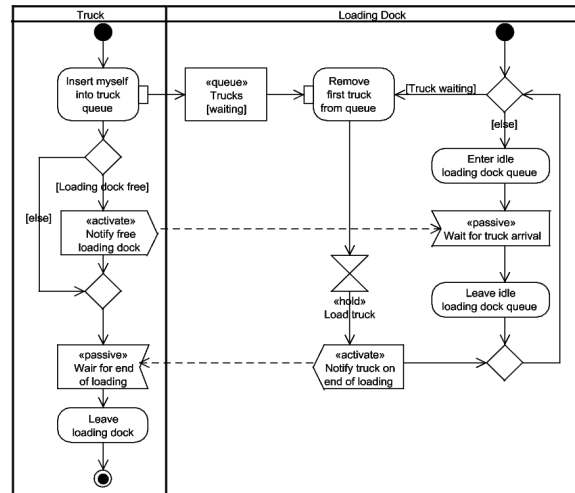 Truck
Loading Dock
Insert myself
into truck
queue
«queue»
Trucks
[waiting]
Remove
first truck
from queue
[Truck waiting]
[else]
[Loading dock free]
[else]
Enter idle
loading dock queue
«activate»
Notify free
loading dock
«passive»
Wait for truck arrival
«hold»
Load truck
Leave idle
loading dock queue
«passive»
Wair for end
of loading
«activate»
Notify truck on
end of loading
Leave
loading dock